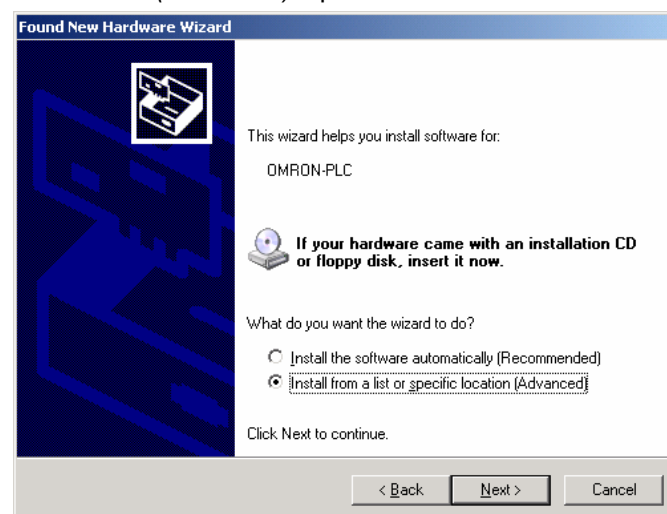 Found New Hardware Wizard
This wizard helps you install software for:
OMRON-PLC
If your hardware came with an installation CD
or floppy disk, insert it now.
What do you want the wizard to do?
Install the software automatically (Recommended)
Install from a list or specific location (Advanced)
Click Next to continue.
< Back Next > Cancel